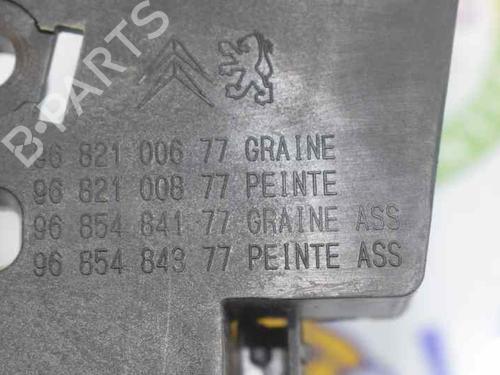 B-PARTS
96 821 006 77 GRAINE
96 821 008 77 PEINTE
96 854 841 77 GRAINE ASS
96 854 843 77 PEINTE ASS